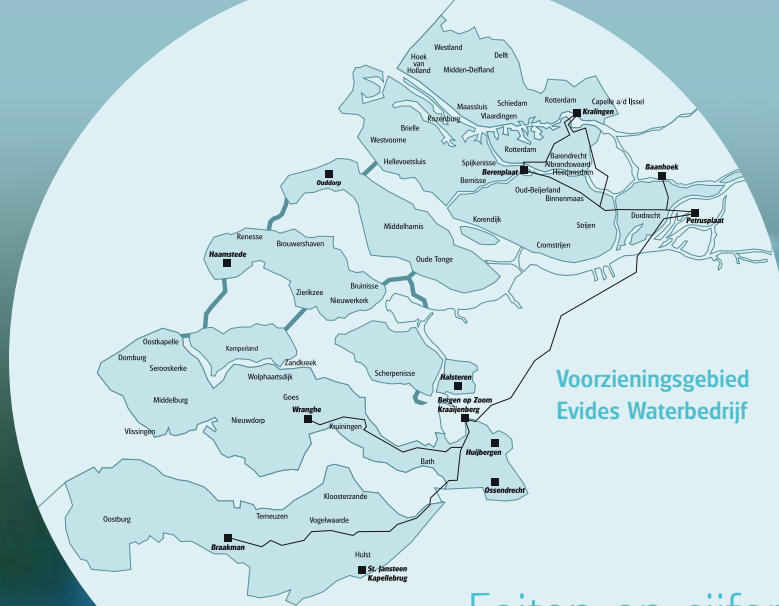 Westland
Delft
Hoek
van
Holland
Midden-Delfland
Maassluis
Schiedam
Rotterdam
Capelle a/d IJssel
Kralingen
Vlaardingen
Rozenburg
Brielle
Westvoorne
Hellevoetsluis
Rotterdam
Spijkenisse
Berenplaat
Bernisse
Barendrecht
Albrandswaard
Heerjansdam
Baanhoek
Oud-Beijerland
Binnenmaas
Ouddorp
Korendijk
Strijen
Dordrecht
Petrusplaat
Cromstrijen
Middelharnis
Oude Tonge
Renesse
Brouwershaven
Haamstede
Zierikzee
Bruinisse
Nieuwerkerk
Oostkapelle
Domburg
Serooskerke
Kamperland
Zandkreek
Wolphaartsdijk
Scherpenisse
Halsteren
Middelburg
Goes
Bergen op Zoom
Kraaijenberg
Wranghe
Nieuwdorp
Kruiningen
Vlissingen
Huijbergen
Bath
Ossendrecht
Kloosterzande
Oostburg
Terneuzen
Vogelwaarde
Braakman
Hulst
St. Jansteen
Kapellebrug
Voorzieningsgebied
Evides Waterbedrijf
Feiten en cijfer